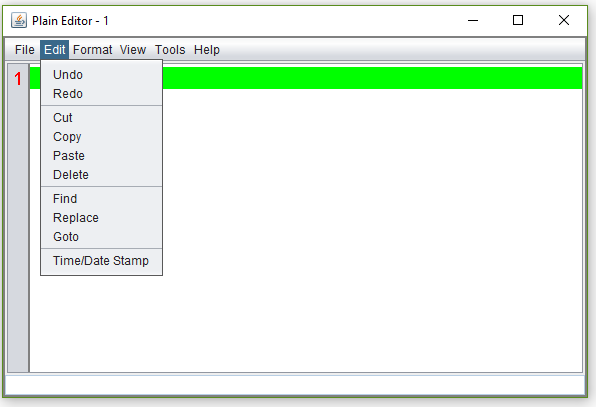 Plain Editor - 1
File Edit Format View Tools Help
1
Undo
Redo
Cut
Copy
Paste
Delete
Find
Replace
Goto
Time/Date Stamp